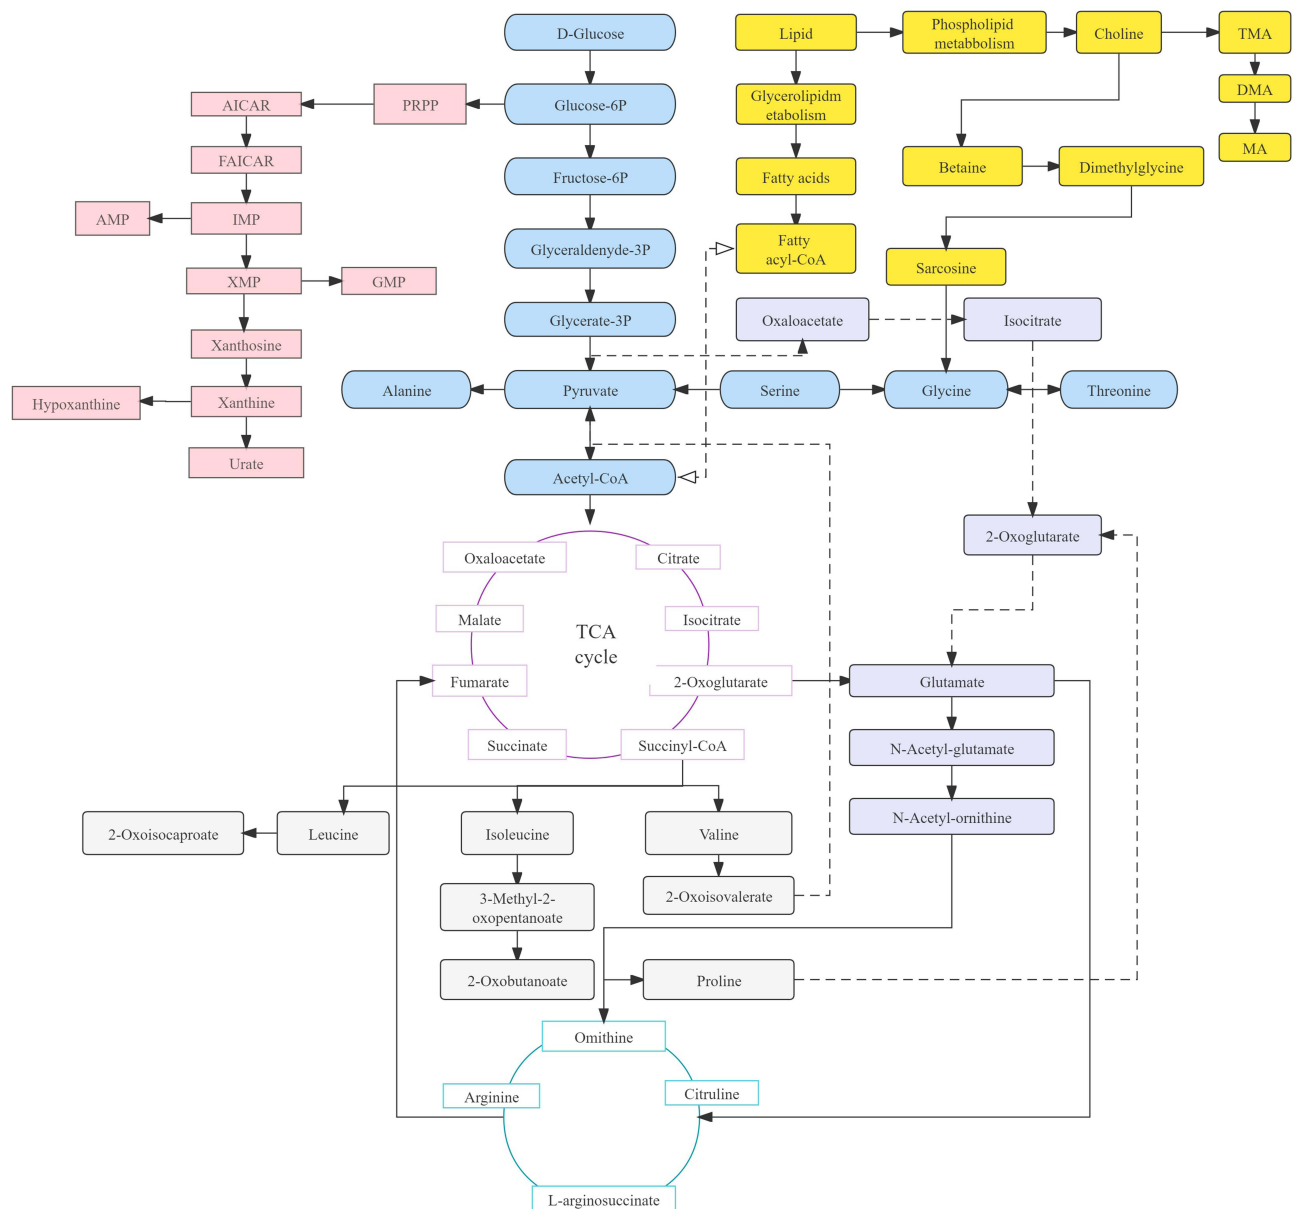 D-Glucose
Lipid
Phospholipid
metabbolism
Choline
TMA
AICAR
PRPP
Glucose-6P
Glycerolipidm
etabolism
DMA
FAICAR
Fructose-6P
Fatty acids
Betaine
Dimethylglycine
MA
AMP
IMP
Glyceraldenyde-3P
Fatty
acyl-CoA
Sarcosine
XMP
GMP
Glycerate-3P
Oxaloacetate
Isocitrate
Xanthosine
Alanine
Pyruvate
Serine
Glycine
Threonine
Hypoxanthine
Xanthine
Urate
Acetyl-CoA
2-Oxoglutarate
Oxaloacetate
Citrate
Malate
TCA
cycle
Isocitrate
Fumarate
2-Oxoglutarate
Glutamate
Succinate
Succinyl-CoA
N-Acetyl-glutamate
2-Oxoisocaproate
Leucine
Isoleucine
Valine
N-Acetyl-ornithine
3-Methyl-2-
oxopentanoate
2-Oxoisovalerate
2-Oxobutanoate
Proline
Omithine
Arginine
Citruline
L-arginosuccinate